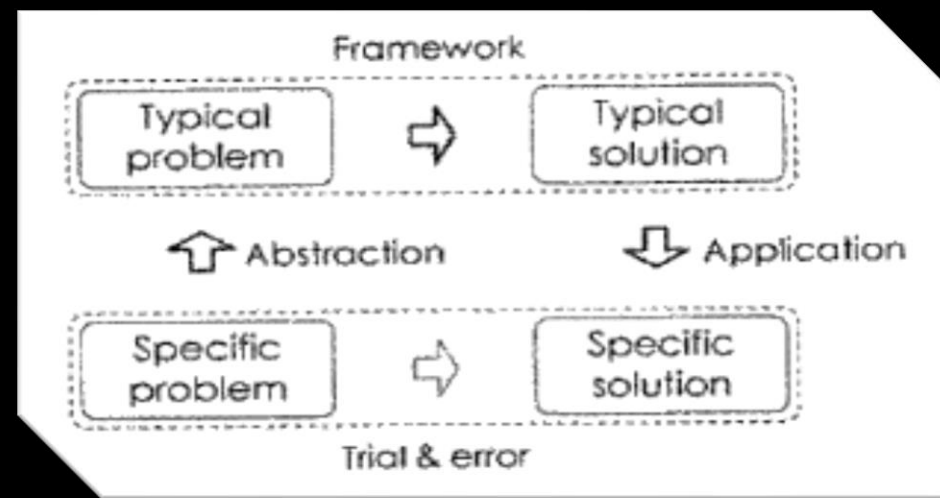 Framework
Typical
problem
Typical
solution
Abstraction
Application
Specific
problem
Specific
solution
Trial & error